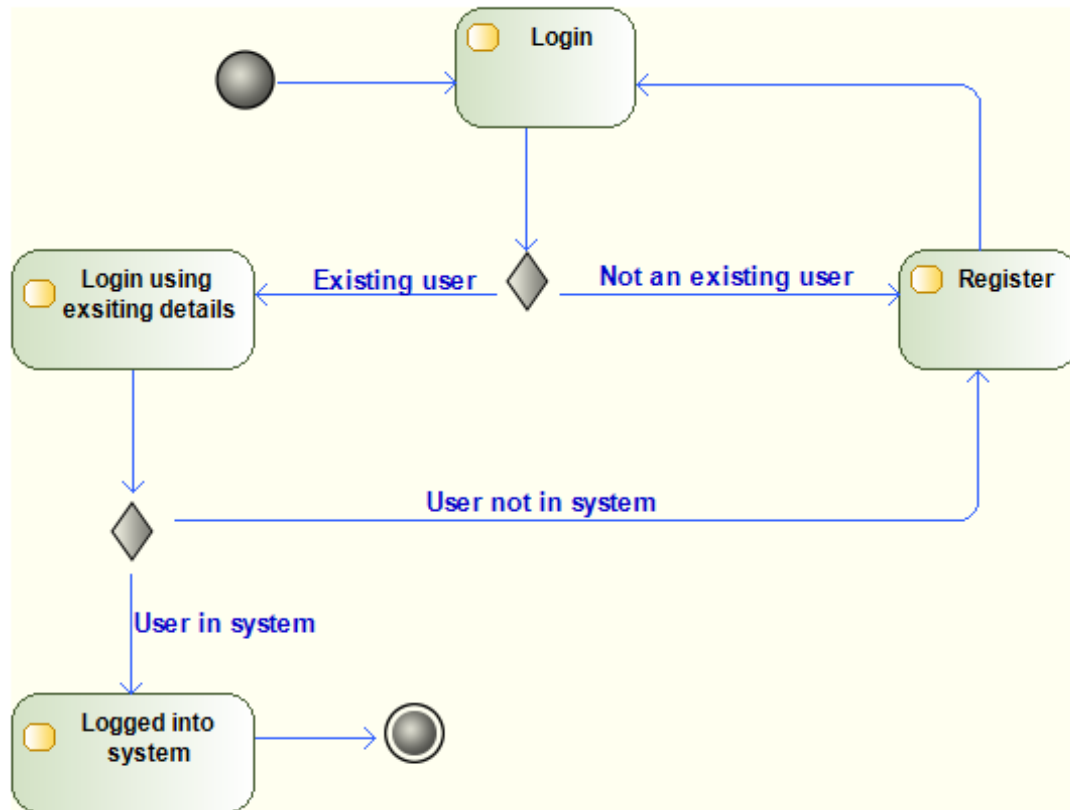 Login
Existing user
Not an existing user
Login using
exsiting details
Register
User not in system
User in system
Logged into
system